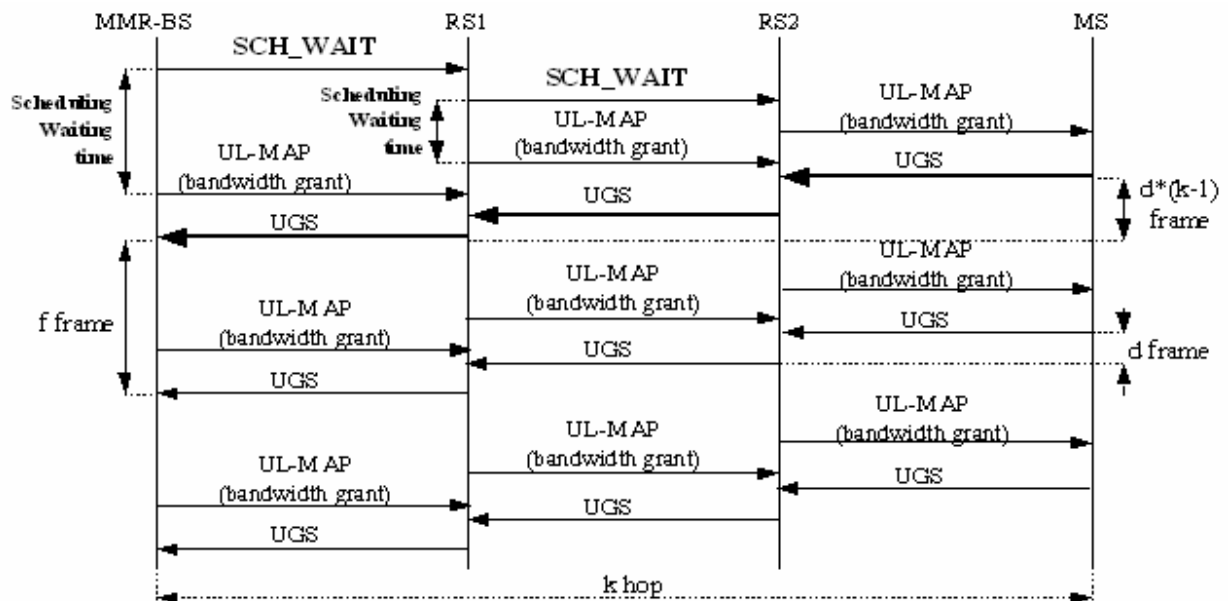 MMR-BS RS1 RS2 MS
SCH_WAIT
SCH_WAIT
Scheduling
Waiting
time
Scheduling
Waiting
time
UL-MAP
(bandwidth grant)
UL-MAP
(bandwidth grant)
UL-MAP
(bandwidth grant)
UGS
UGS
UGS
d*(k-1)
frame
UL-MAP
(bandwidth grant)
UL-MAP
(bandwidth grant)
UL-MAP
(bandwidth grant)
f frame
UGS
UGS
UGS
d frame
UL-MAP
(bandwidth grant)
UL-MAP
(bandwidth grant)
UL-MAP
(bandwidth grant)
UGS
UGS
UGS
k hop